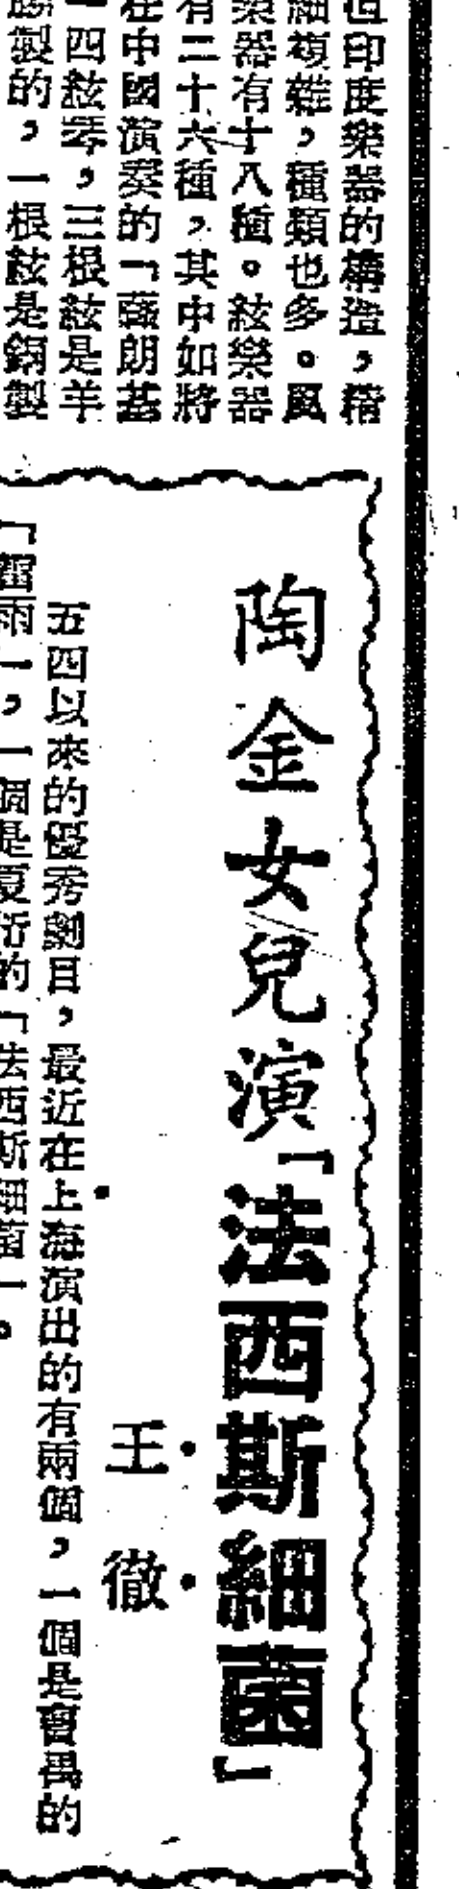 但印度樂器的構造，精
細複雜，種類也多。風
樂器有十八種。絃樂器
有二十六種，其中如將
在中國演奏的「薩朗基
」四絃琴，三根絃是羊
腸製的，一根絃是鋼製
陶金女兒演「法西斯細菌」
王徹
五四以來的優秀劇目，最近在上海演出的有兩個，一個是曹禺的
「雷雨」，一個是夏衍的「法西斯細菌」。